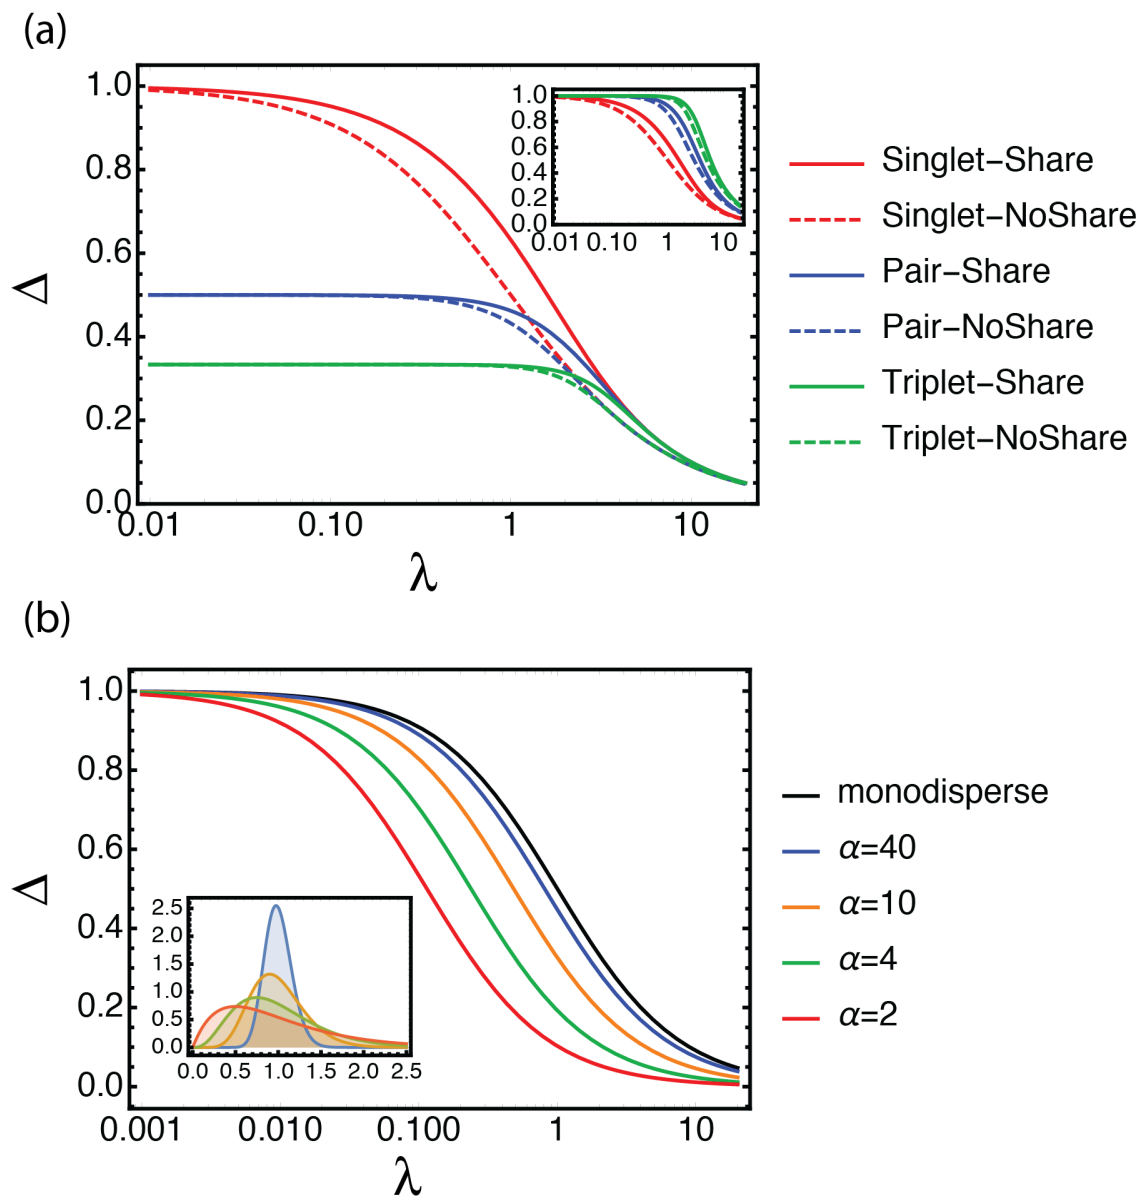 (a)
1.0
0.8
0.6
0.4
0.2
0.0
Δ
0.01 0.10 1 10
λ
1.0
0.8
0.6
0.4
0.2
0.0
0.01 0.10 1 10
Singlet–Share
Singlet–NoShare
Pair–Share
Pair–NoShare
Triplet–Share
Triplet–NoShare
(b)
1.0
0.8
0.6
0.4
0.2
0.0
Δ
0.001 0.010 0.100 1 10
λ
2.5
2.0
1.5
1.0
0.5
0.0
0.0 0.5 1.0 1.5 2.0 2.5
monodisperse
α=40
α=10
α=4
α=2